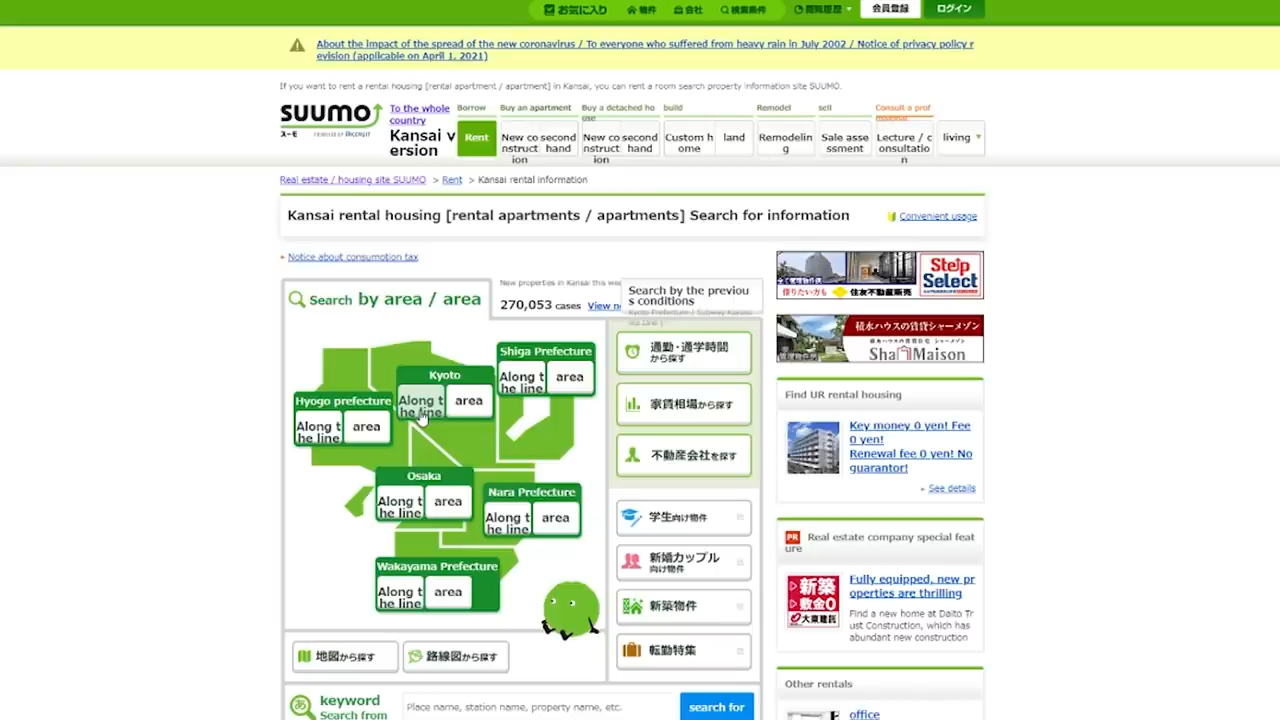 お気に入り 物件 会社 検索条件 閲覧履歴 会員登録 ログイン
About the impact of the spread of the new coronavirus / To everyone who suffered from heavy rain in July 2002 / Notice of privacy policy r
evision (applicable on April 1, 2021)
If you want to rent a rental housing [rental apartment / apartment] in Kansai, you can rent a room search property information site SUUMO.
SUUMO
スーモ POWERED BY RECRUIT
To the whole
country
Kansai v
ersion
Borrow
Rent
Buy an apartment
New co
nstruct
ion
second
hand
Buy a detached ho
use
New co
nstruct
ion
second
hand
build
Custom h
ome
land
Remodel
Remodelin
g
sell
Sale asse
ssment
Consult a prof
essional
Lecture / c
onsultatio
n
living
Real estate / housing site SUUMO > Rent > Kansai rental information
Kansai rental housing [rental apartments / apartments] Search for information
Convenient usage
Notice about consumption tax
Search by area / area
New properties in Kansai this wee
270,053 cases View n
Search by the previou
s conditions
Shiga Prefecture
Along t
he line
area
Kyoto
Along t
he line
area
Hyogo prefecture
Along t
he line
area
Osaka
Along t
he line
area
Nara Prefecture
Along t
he line
area
Wakayama Prefecture
Along t
he line
area
地図から探す
路線図から探す
keyword
Search from
Place name, station name, property name, etc.
search for
通勤・通学時間
から探す
家賃相場から探す
不動産会社を探す
学生向け物件
新婚カップル
向け物件
新築物件
転勤特集
借りたい方も 住友不動産販売
Step
Select
積水ハウスの賃貸シャーメゾン
Sha Maison
Find UR rental housing
Key money 0 yen! Fee
0 yen!
Renewal fee 0 yen! No
guarantor!
See details
PR Real estate company special feat
ure
新築
敷金0
大東建託
Fully equipped, new pr
operties are thrilling
Find a new home at Daito Tr
ust Construction, which has
abundant new construction
Other rentals
office